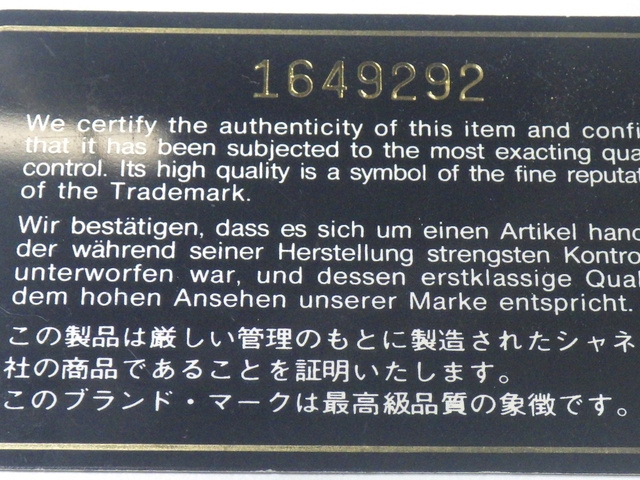 1649292
We certify the authenticity of this item and confi
that it has been subjected to the most exacting qua
control. Its high quality is a symbol of the fine reputat
of the Trademark.
Wir bestätigen, dass es sich um einen Artikel hand
der während seiner Herstellung strengsten Kontro
unterworfen war, und dessen erstklassige Qual
dem hohen Ansehen unserer Marke entspricht.
この製品は厳しい管理のもとに製造されたシャネ
社の商品であることを証明いたします。
このブランド・マークは最高級品質の象徴です。